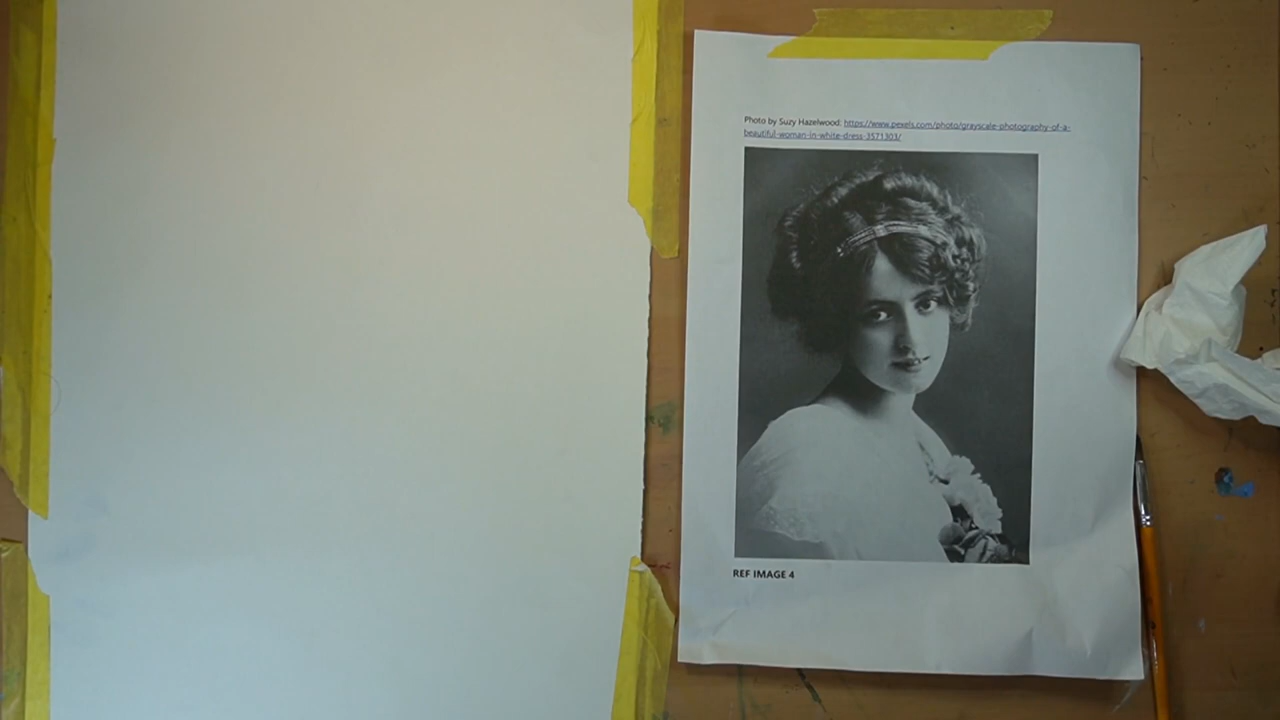 Photo by Suzy Hazelwood: https://www.pexels.com/photo/grayscale-photography-of-a-
beautiful-woman-in-white-dress-3571303/
REF IMAGE 4